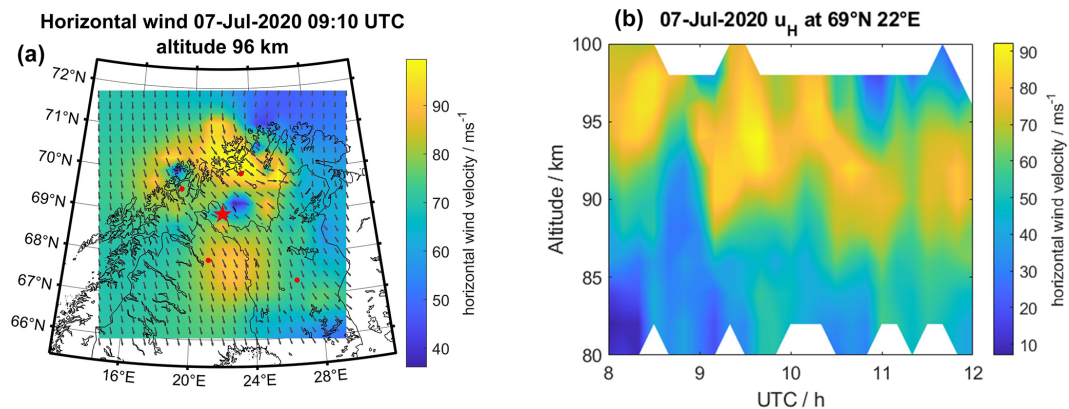 Horizontal wind 07-Jul-2020 09:10 UTC
altitude 96 km
(a)
72°N
71°N
70°N
69°N
68°N
67°N
66°N
16°E
20°E
24°E
28°E
90
80
70
60
50
40
horizontal wind velocity / ms⁻¹
(b)
07-Jul-2020 u_H at 69°N 22°E
100
95
90
85
80
Altitude / km
8
9
10
11
12
UTC / h
90
80
70
60
50
40
30
20
10
horizontal wind velocity / ms⁻¹